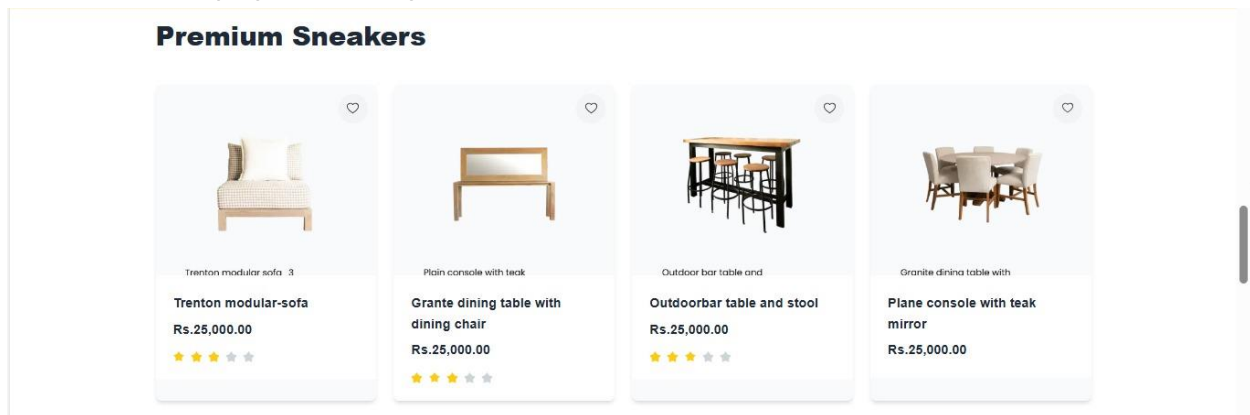 Premium Sneakers
Trenton modular sofa_3
Plain console with teak
Outdoor bar table and
Granite dining table with
Trenton modular-sofa
Rs.25,000.00
Grante dining table with
dining chair
Rs.25,000.00
Outdoorbar table and stool
Rs.25,000.00
Plane console with teak
mirror
Rs.25,000.00